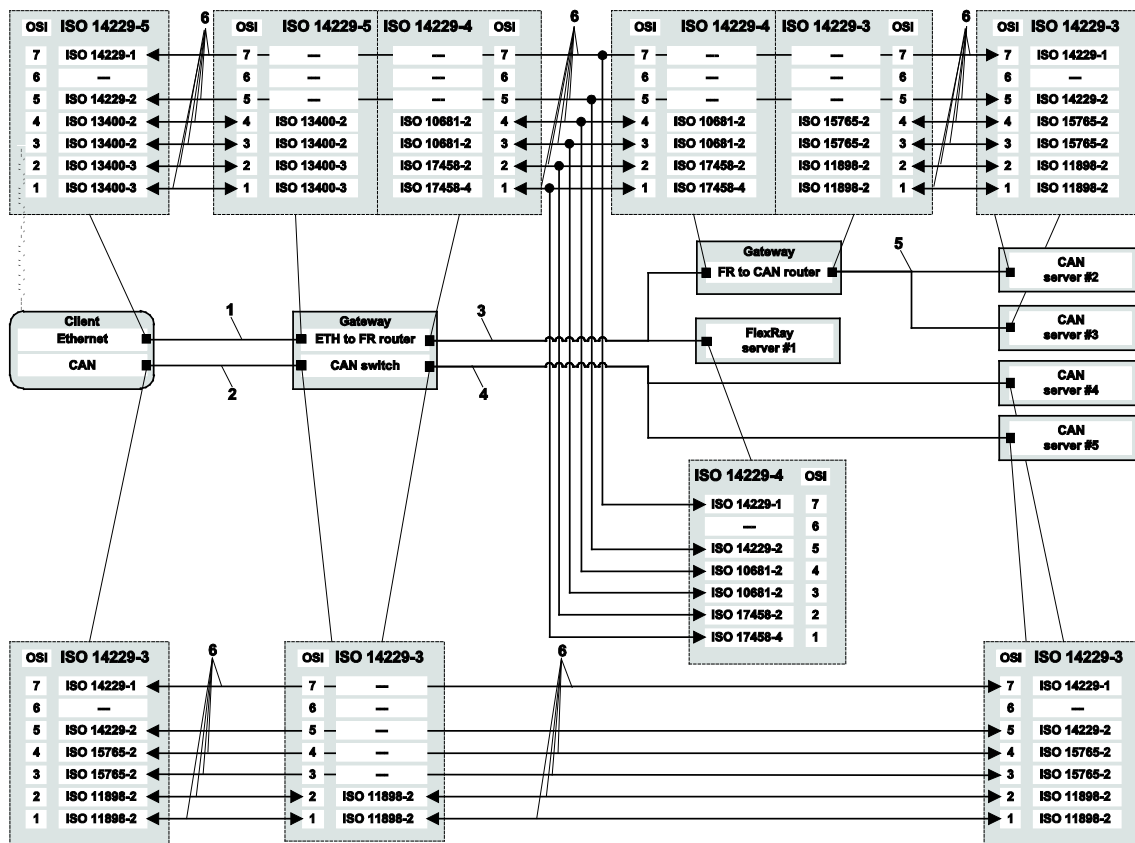 6
6
6
OSI ISO 14229-5
7 ISO 14229-1
6 —
5 ISO 14229-2
4 ISO 13400-2
3 ISO 13400-2
2 ISO 13400-3
1 ISO 13400-3
OSI ISO 14229-5 ISO 14229-4 OSI
7 — — 7
6 — — 6
5 — — 5
4 ISO 13400-2 ISO 10681-2 4
3 ISO 13400-2 ISO 10681-2 3
2 ISO 13400-3 ISO 17458-2 2
1 ISO 13400-3 ISO 17458-4 1
OSI ISO 14229-4 ISO 14229-3 OSI
7 — — 7
6 — — 6
5 — — 5
4 ISO 10681-2 ISO 15765-2 4
3 ISO 10681-2 ISO 15765-2 3
2 ISO 17458-2 ISO 11898-2 2
1 ISO 17458-4 ISO 11898-2 1
OSI ISO 14229-3
7 ISO 14229-1
6 —
5 ISO 14229-2
4 ISO 15765-2
3 ISO 15765-2
2 ISO 11898-2
1 ISO 11898-2
Client
Ethernet
CAN
1
2
Gateway
ETH to FR router
CAN switch
3
4
Gateway
FR to CAN router
5
FlexRay
server #1
CAN
server #2
CAN
server #3
CAN
server #4
CAN
server #5
ISO 14229-4 OSI
ISO 14229-1 7
— 6
ISO 14229-2 5
ISO 10681-2 4
ISO 10681-2 3
ISO 17458-2 2
ISO 17458-4 1
6
6
OSI ISO 14229-3
7 ISO 14229-1
6 —
5 ISO 14229-2
4 ISO 15765-2
3 ISO 15765-2
2 ISO 11898-2
1 ISO 11898-2
OSI ISO 14229-3
7 —
6 —
5 —
4 —
3 —
2 ISO 11898-2
1 ISO 11898-2
OSI ISO 14229-3
7 ISO 14229-1
6 —
5 ISO 14229-2
4 ISO 15765-2
3 ISO 15765-2
2 ISO 11898-2
1 ISO 11898-2